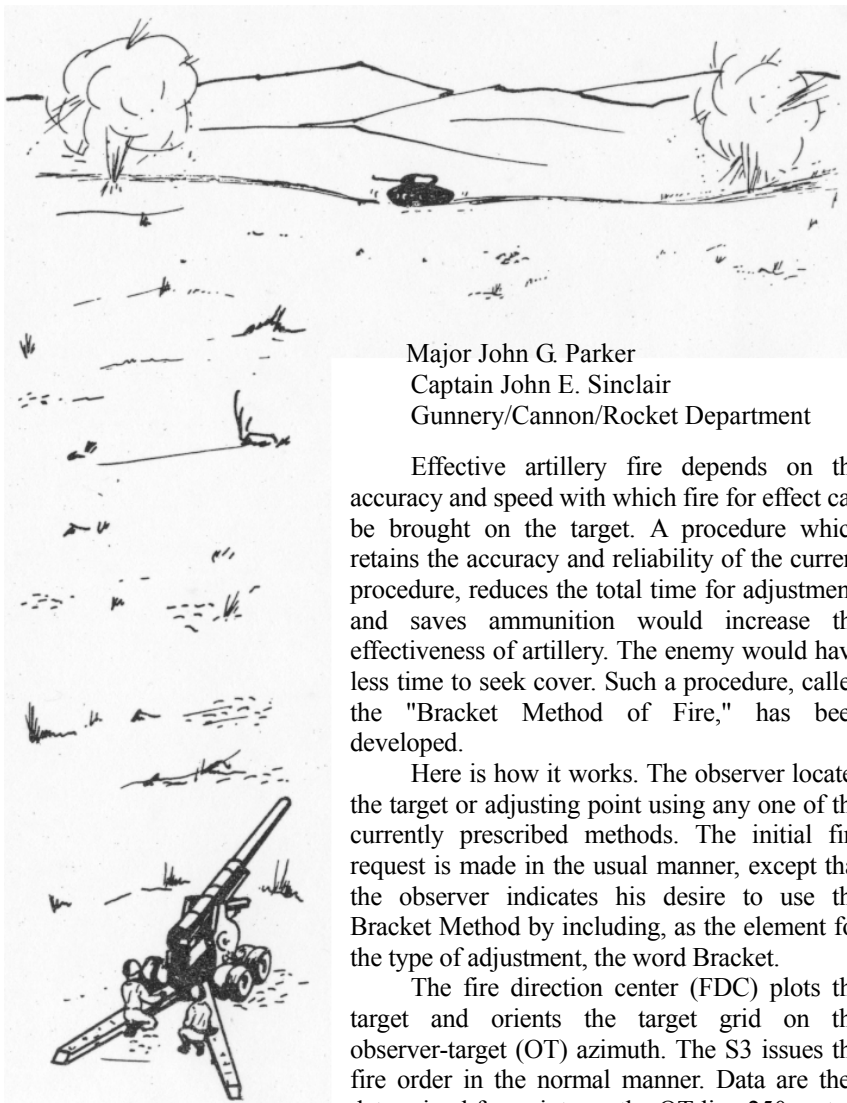 Major John G. Parker
Captain John E. Sinclair
Gunnery/Cannon/Rocket Department
Effective artillery fire depends on th
accuracy and speed with which fire for effect ca
be brought on the target. A procedure whic
retains the accuracy and reliability of the curren
procedure, reduces the total time for adjustmen
and saves ammunition would increase th
effectiveness of artillery. The enemy would hav
less time to seek cover. Such a procedure, calle
the "Bracket Method of Fire," has bee
developed.
Here is how it works. The observer locate
the target or adjusting point using any one of th
currently prescribed methods. The initial fir
request is made in the usual manner, except tha
the observer indicates his desire to use th
Bracket Method by including, as the element fo
the type of adjustment, the word Bracket.
The fire direction center (FDC) plots th
target and orients the target grid on th
observer-target (OT) azimuth. The S3 issues th
fire order in the normal manner. Data are the